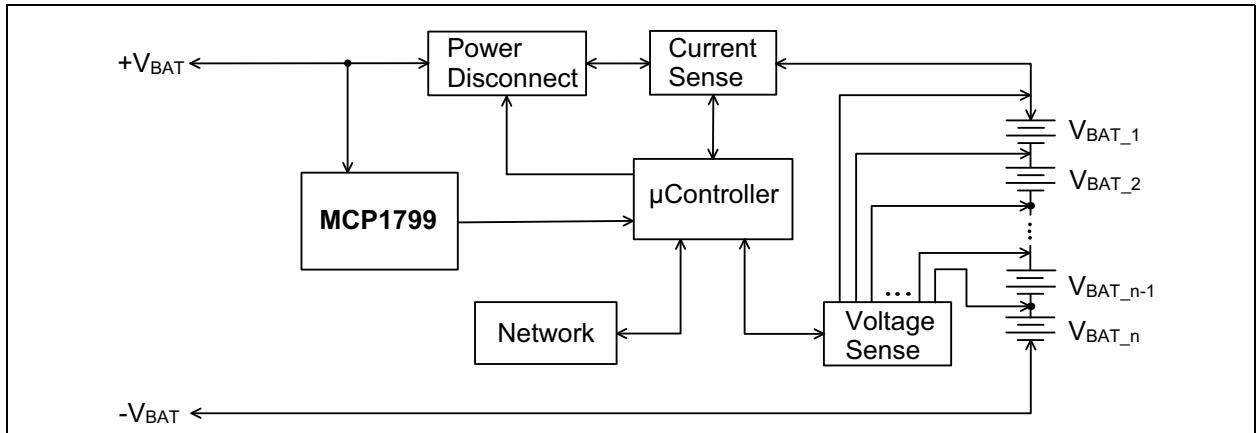 +VBAT
Power
Disconnect
Current
Sense
VBAT_1
VBAT_2
MCP1799
µController
...
...
VBAT_n-1
Network
Voltage
Sense
VBAT_n
-VBAT